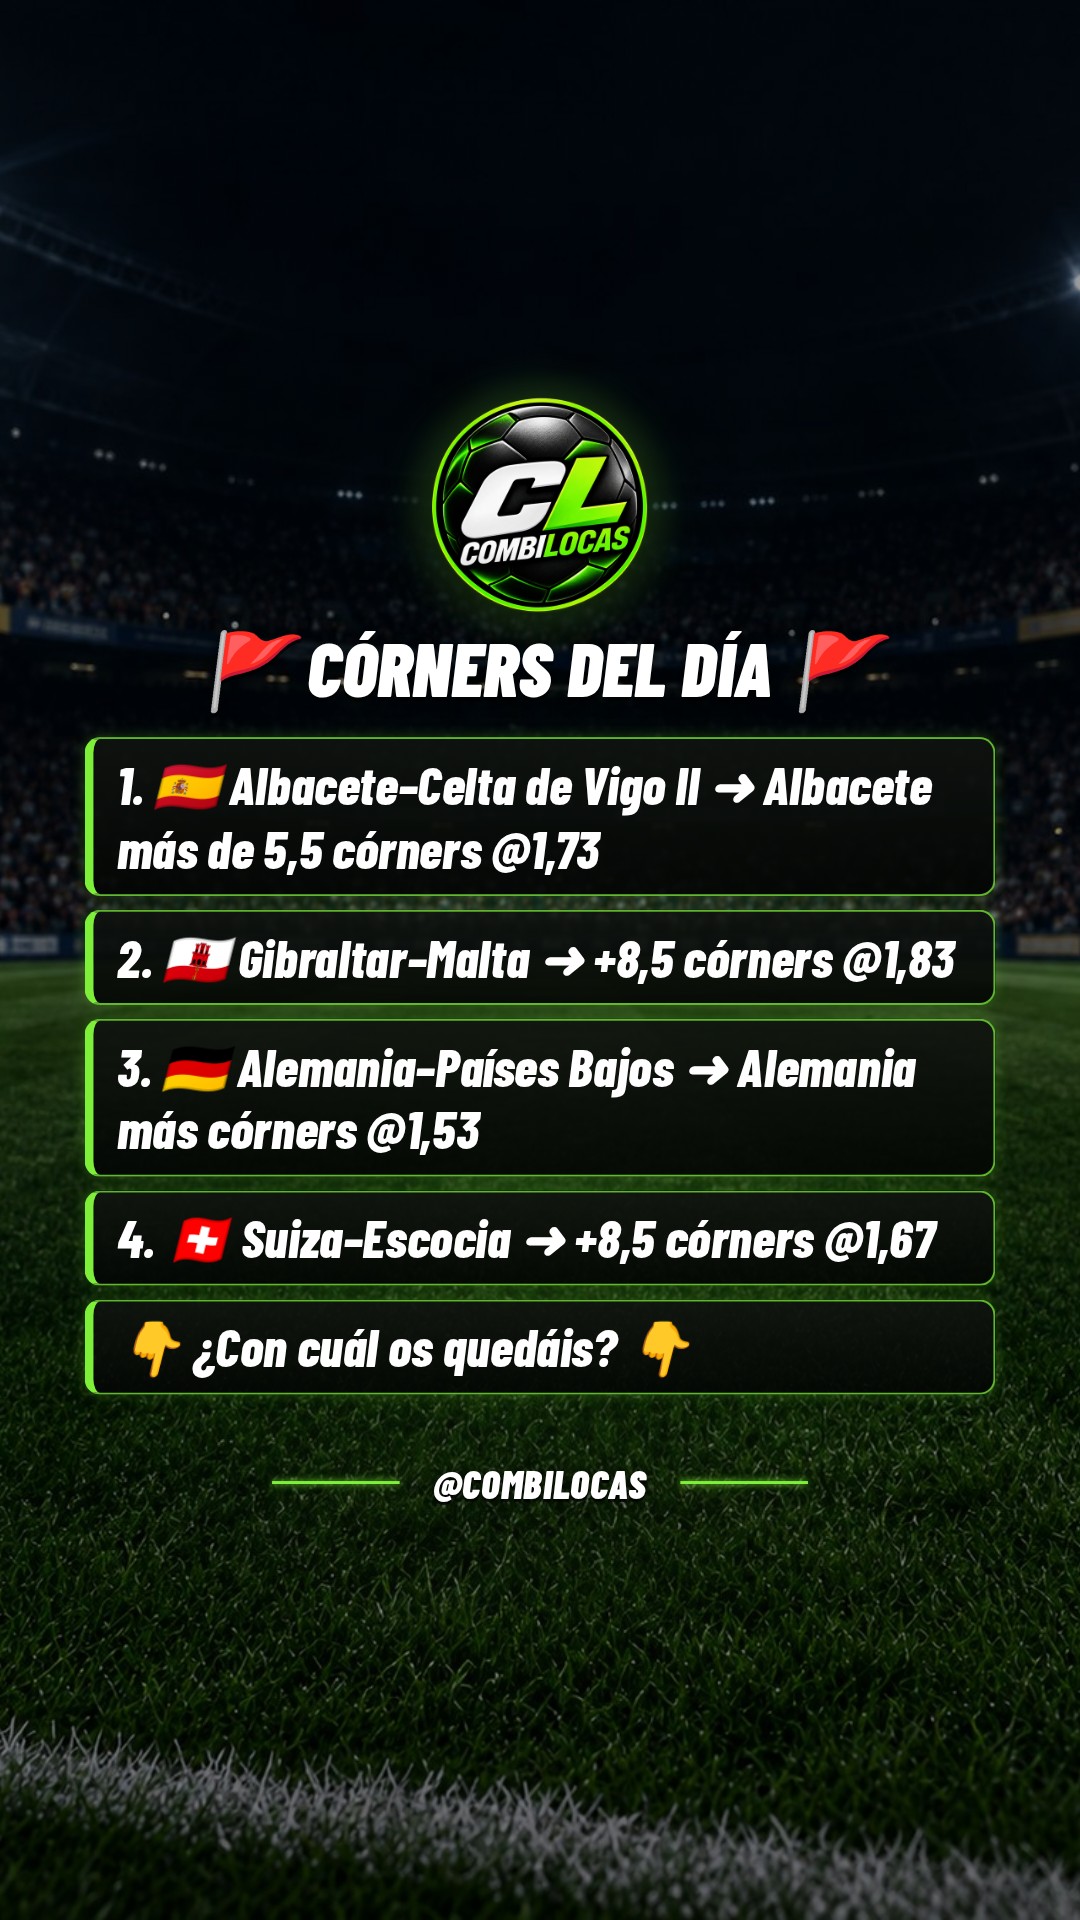 CL
COMBILOCAS
🚩 CÓRNERS DEL DÍA 🚩
1. 🇪🇸 Albacete-Celta de Vigo II ➜ Albacete
más de 5,5 córners @1,73
2. 🇬🇮 Gibraltar-Malta ➜ +8,5 córners @1,83
3. 🇩🇪 Alemania-Países Bajos ➜ Alemania
más córners @1,53
4. 🇨🇭 Suiza-Escocia ➜ +8,5 córners @1,67
👇 ¿Con cuál os quedáis? 👇
@COMBILOCAS